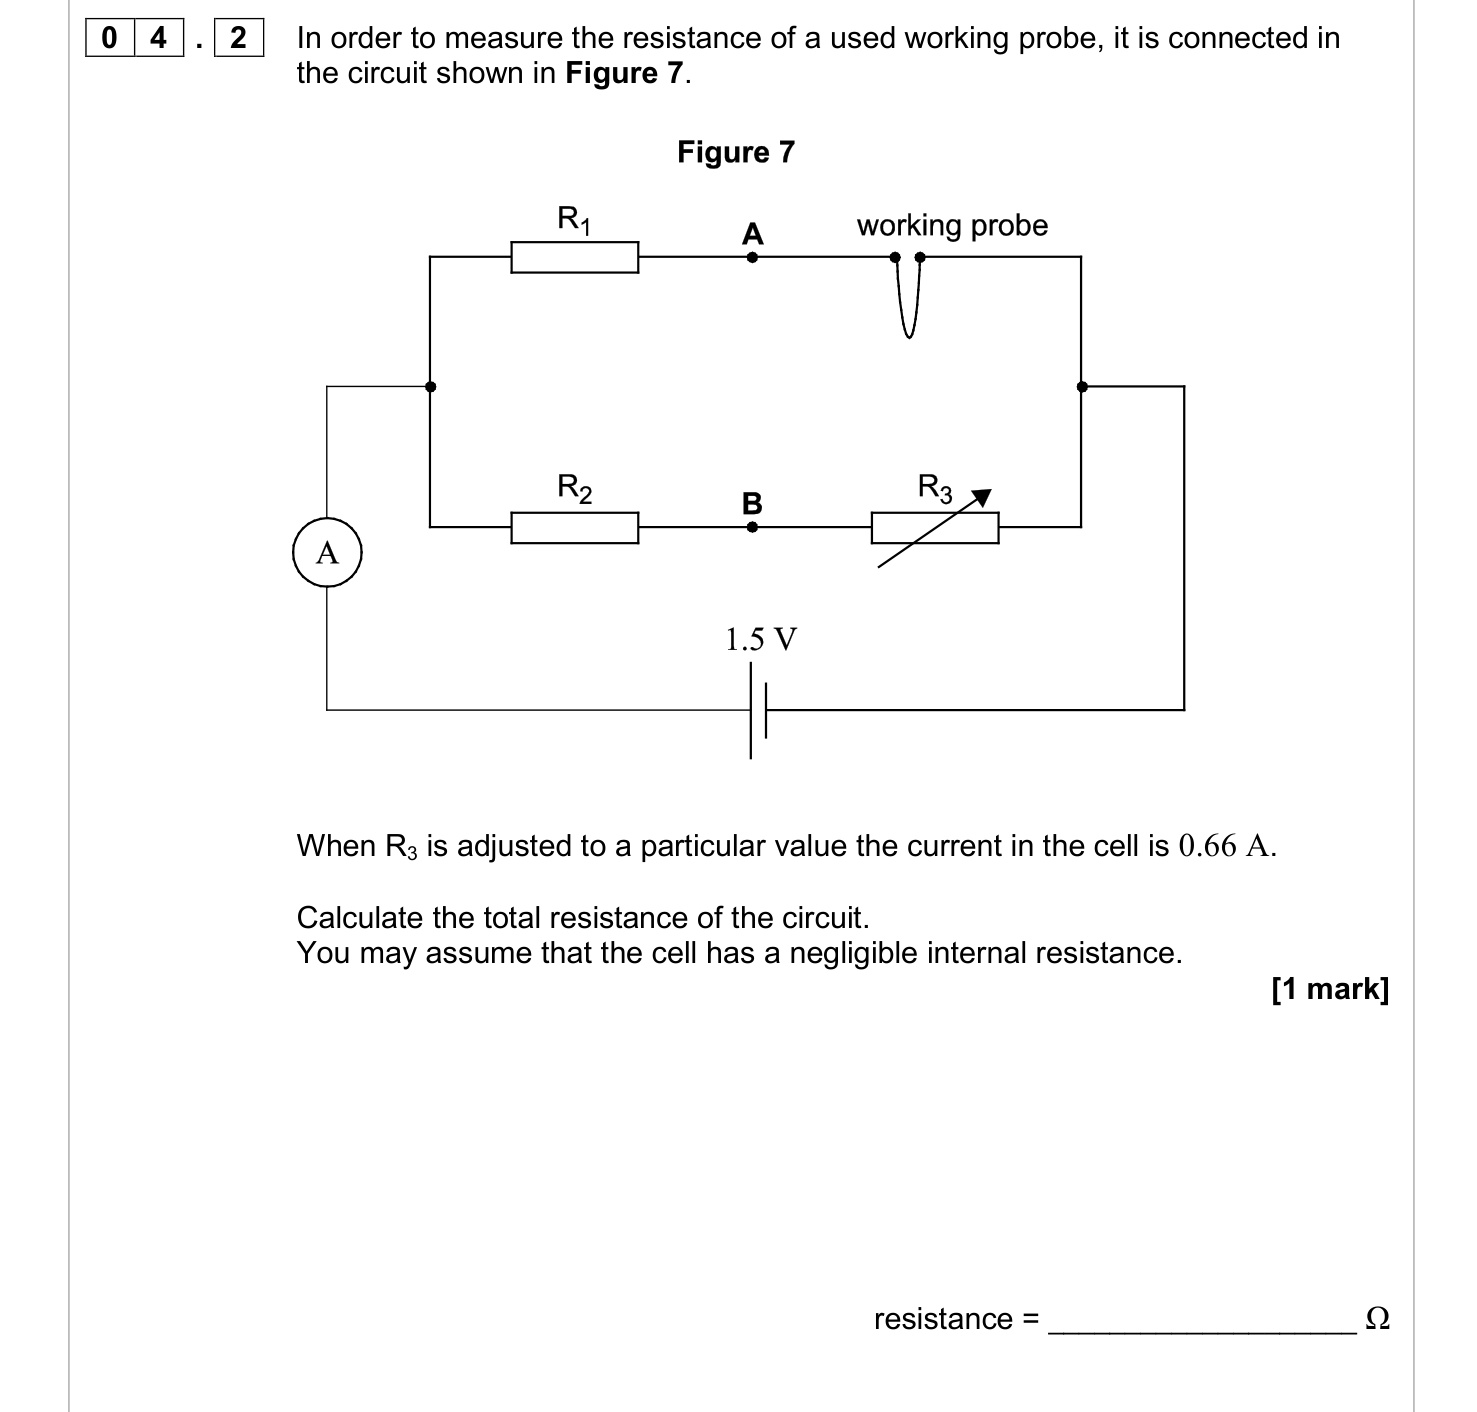 04.2 In order to measure the resistance of a used working probe, it is connected in
the circuit shown in Figure 7.
Figure 7
R₁
A
working probe
R₂
B
R₃
A
1.5 V
When R₃ is adjusted to a particular value the current in the cell is 0.66 A.
Calculate the total resistance of the circuit.
You may assume that the cell has a negligible internal resistance.
[1 mark]
resistance = ____________________ Ω